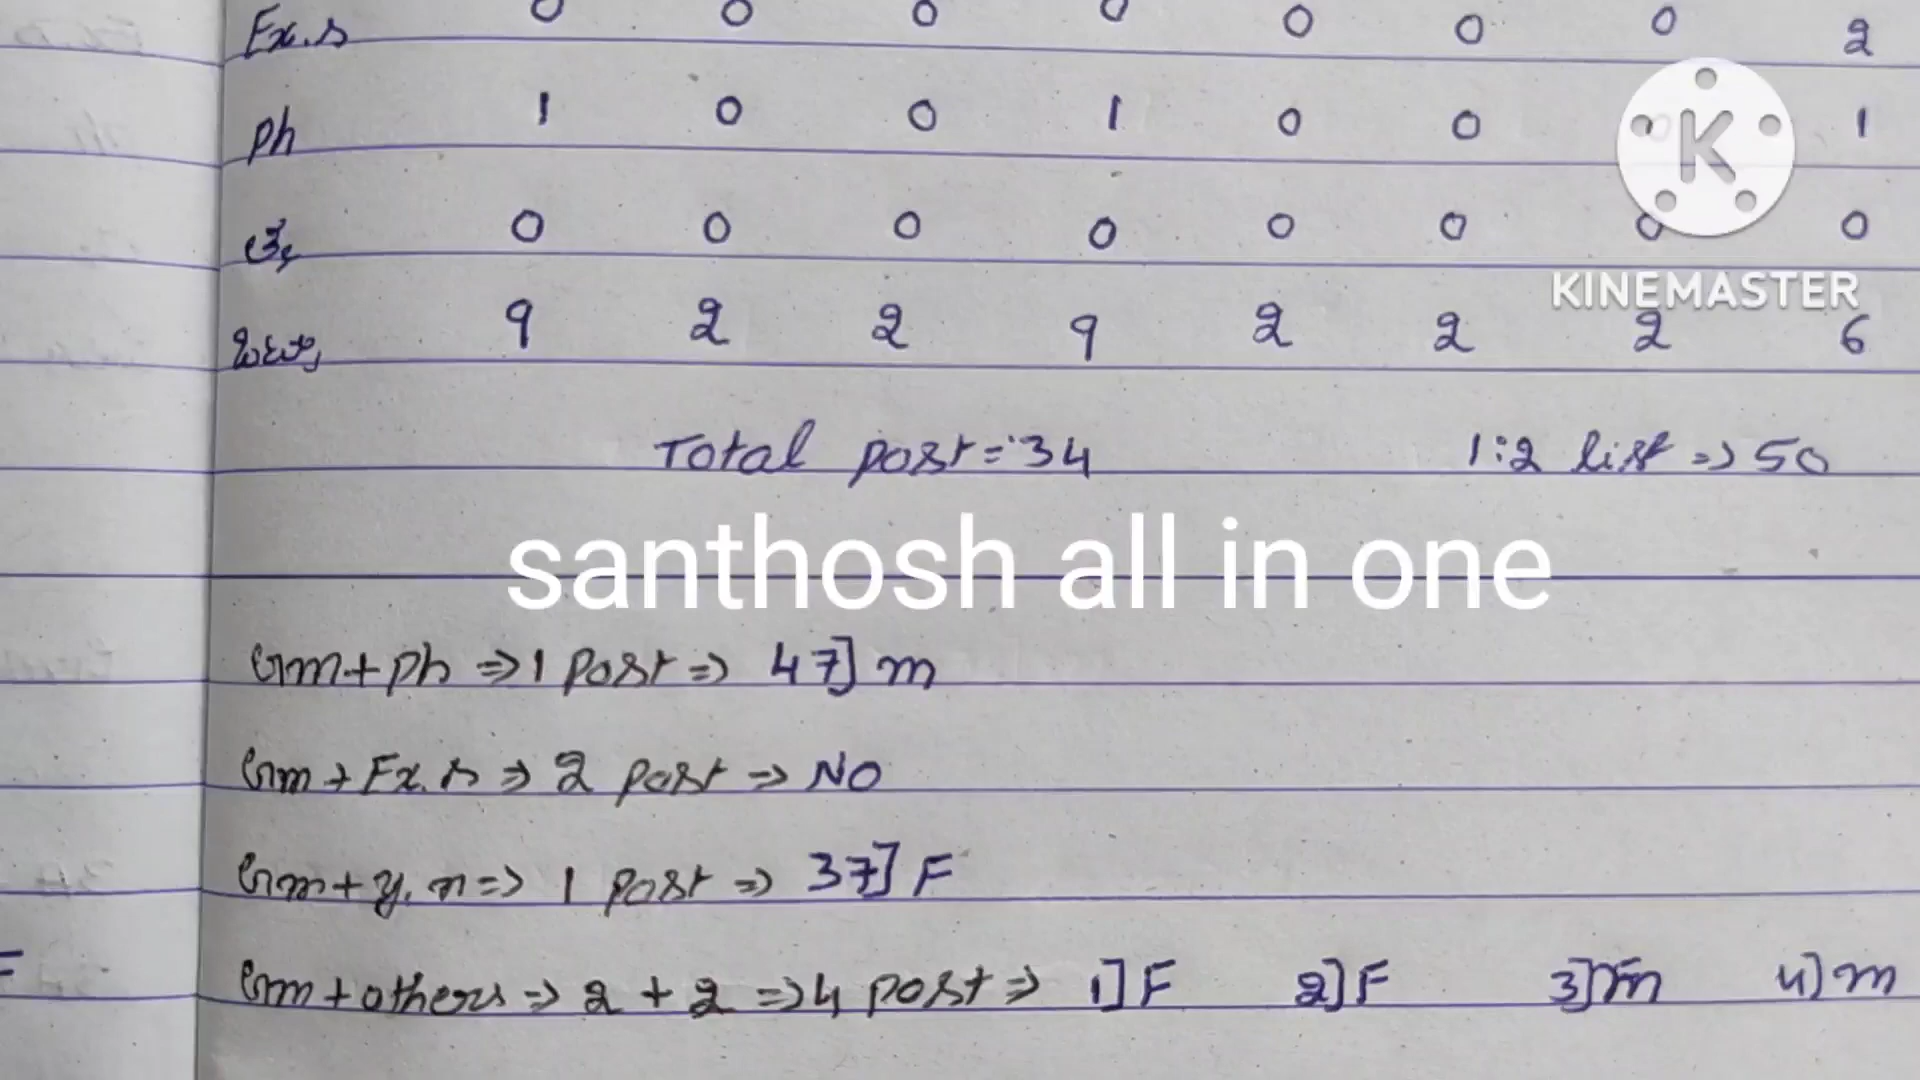 Ex.s 0 0 0 0 0 0 0 2
Ph 1 0 0 1 0 0 0 1
0 0 0 0 0 0 0 0
9 2 2 9 2 2 2 6
K
KINEMASTER
Total post = 34 1:2 list => 50
santhosh all in one
Gm + Ph => 1 Post => 47] m
Gm + Ex.s => 2 post => NO
Gm + y.n => 1 post => 37] F
Gm + others => 2 + 2 => 4 post => 1] F 2] F 3] m 4] m